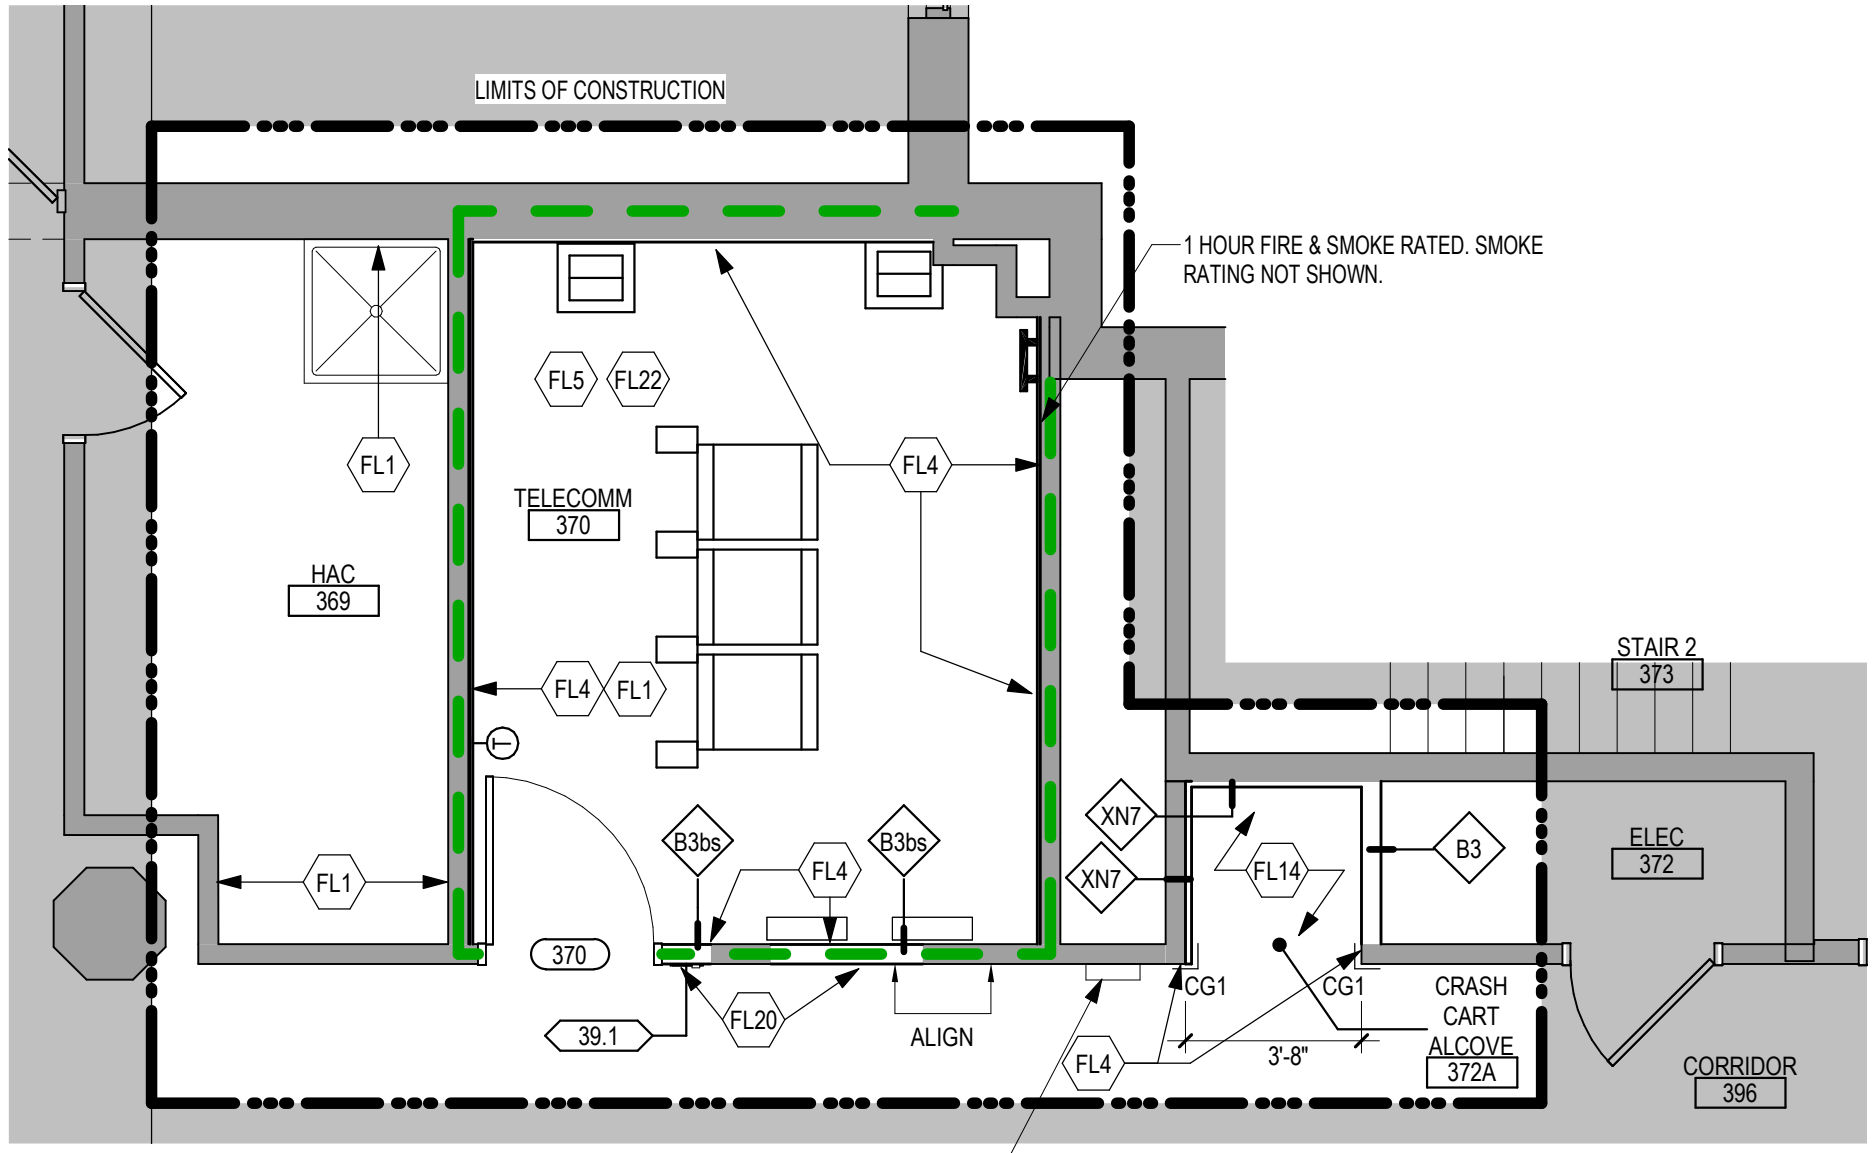 LIMITS OF CONSTRUCTION
1 HOUR FIRE & SMOKE RATED. SMOKE
RATING NOT SHOWN.
FL5
FL22
FL1
FL4
TELECOMM
370
HAC
369
STAIR 2
373
FL4
FL1
T
B3bs
B3bs
XN7
XN7
FL4
FL14
B3
ELEC
372
FL1
370
CG1
CG1
CRASH
CART
ALCOVE
372A
39.1
FL20
ALIGN
FL4
3'-8"
CORRIDOR
396